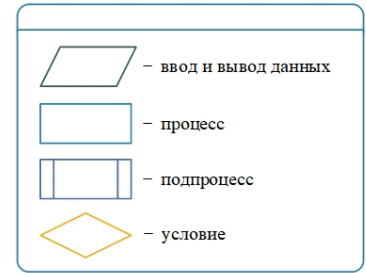 – ввод и вывод данных
– процесс
– подпроцесс
– условие